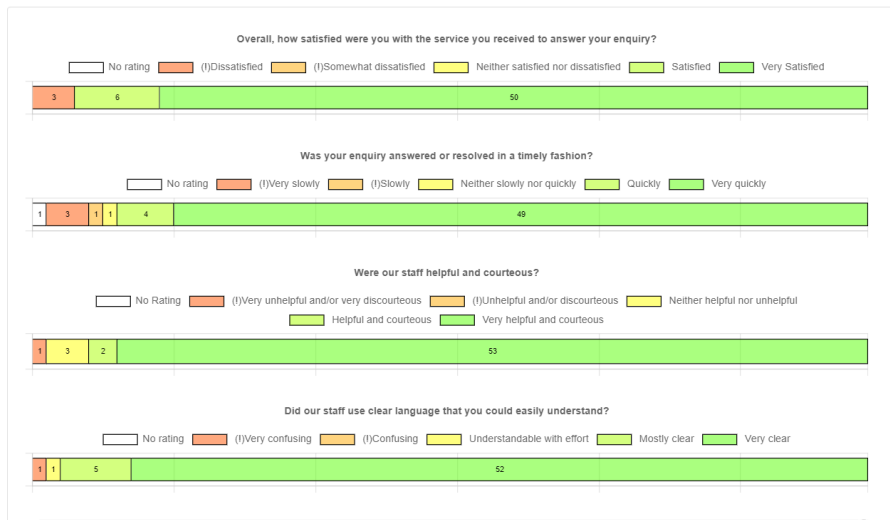 Overall, how satisfied were you with the service you received to answer your enquiry?
No rating (!)Dissatisfied (!)Somewhat dissatisfied Neither satisfied nor dissatisfied Satisfied Very Satisfied
3 6 50
Was your enquiry answered or resolved in a timely fashion?
No rating (!)Very slowly (!)Slowly Neither slowly nor quickly Quickly Very quickly
1 3 1 1 4 49
Were our staff helpful and courteous?
No Rating (!)Very unhelpful and/or very discourteous (!)Unhelpful and/or discourteous Neither helpful nor unhelpful
Helpful and courteous Very helpful and courteous
1 3 2 53
Did our staff use clear language that you could easily understand?
No rating (!)Very confusing (!)Confusing Understandable with effort Mostly clear Very clear
1 1 5 52